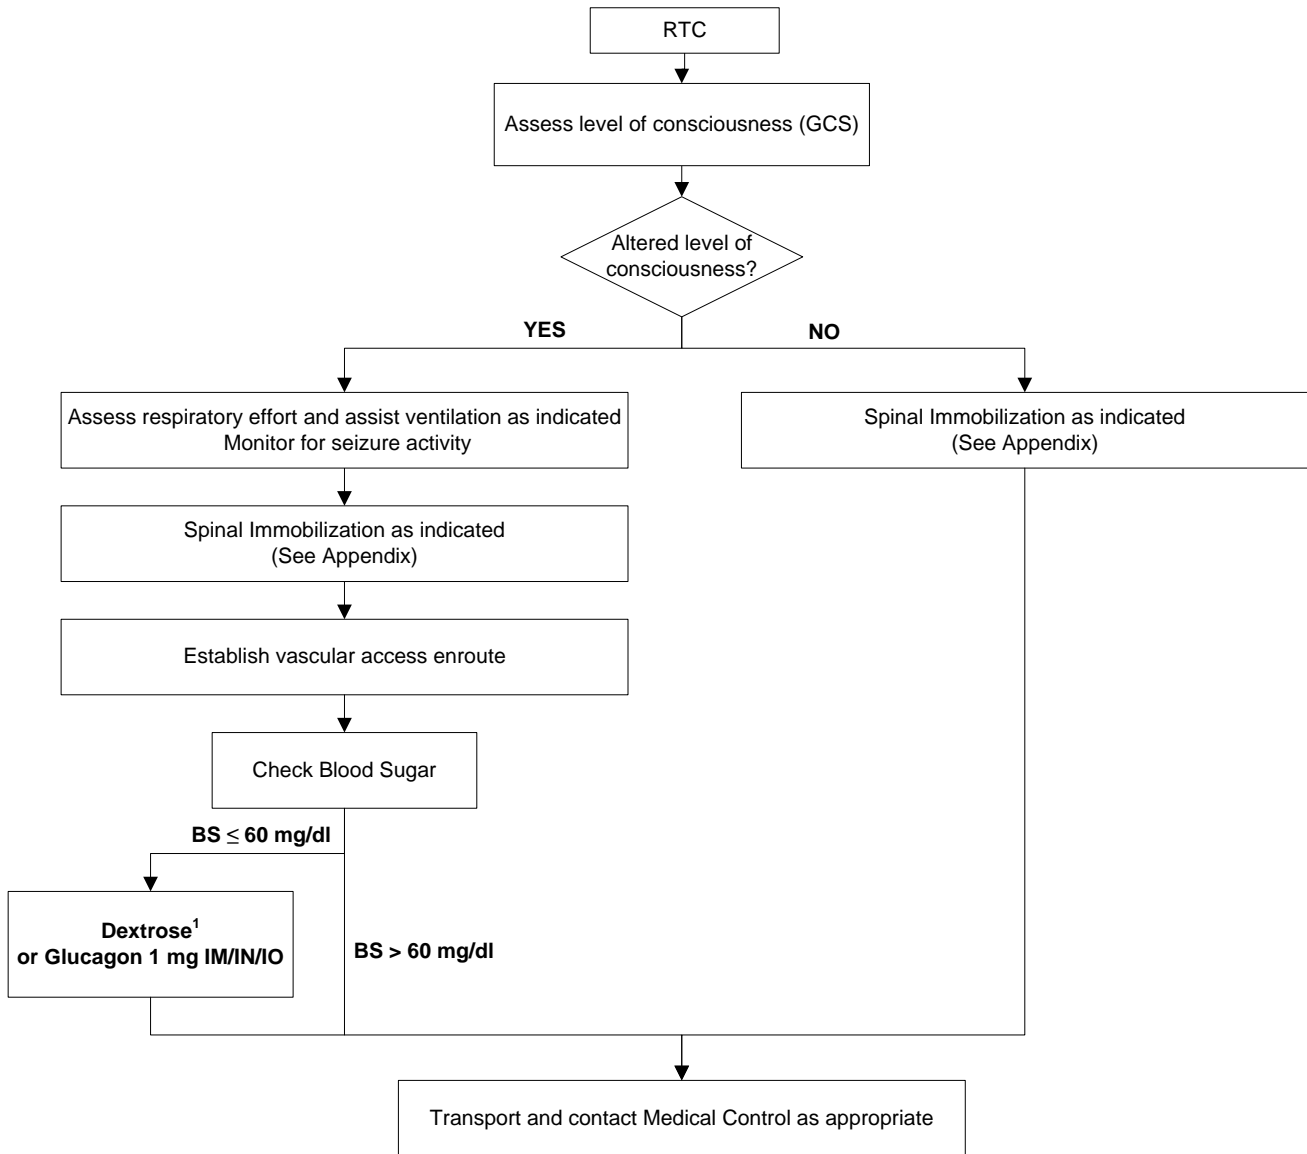 RTC
Assess level of consciousness (GCS)
Altered level of
consciousness?
YES
NO
Assess respiratory effort and assist ventilation as indicated
Monitor for seizure activity
Spinal Immobilization as indicated
(See Appendix)
Spinal Immobilization as indicated
(See Appendix)
Establish vascular access enroute
Check Blood Sugar
BS ≤ 60 mg/dl
Dextrose¹
or Glucagon 1 mg IM/IN/IO
BS > 60 mg/dl
Transport and contact Medical Control as appropriate